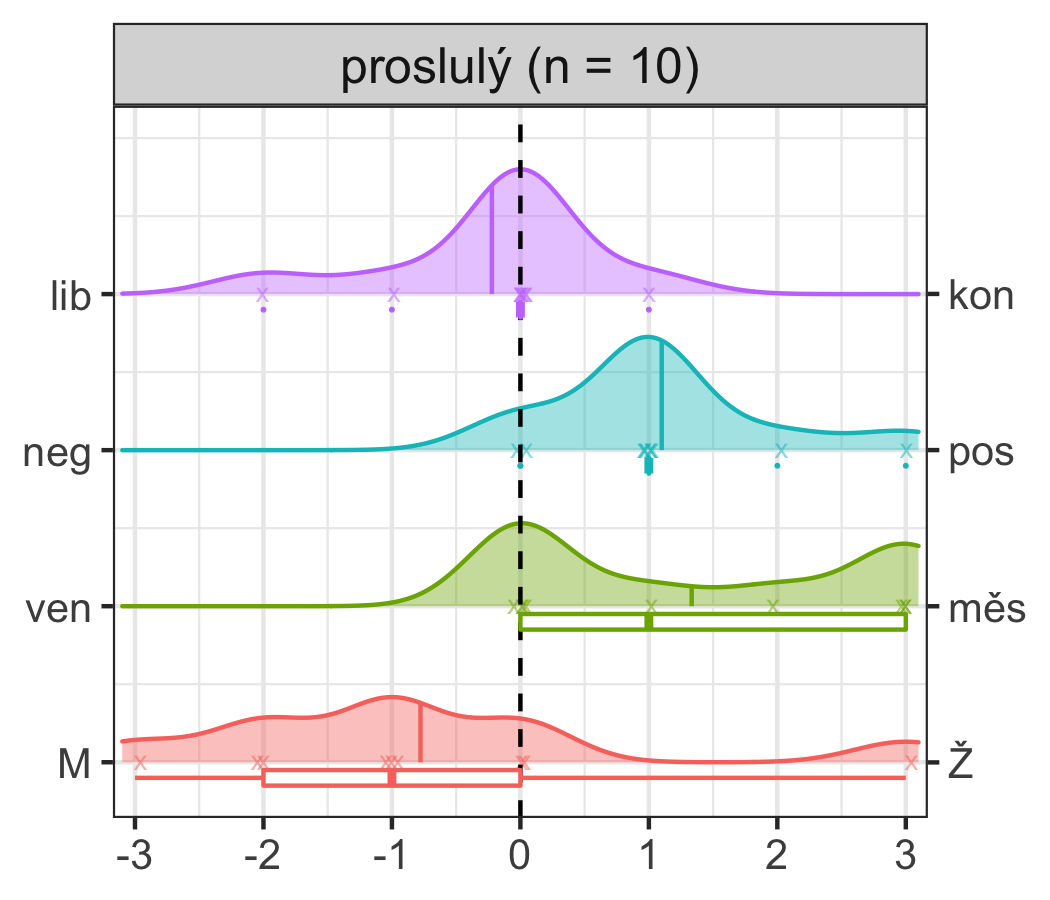 proslulý (n = 10)
lib kon
neg pos
ven měs
M Ž
-3 -2 -1 0 1 2 3